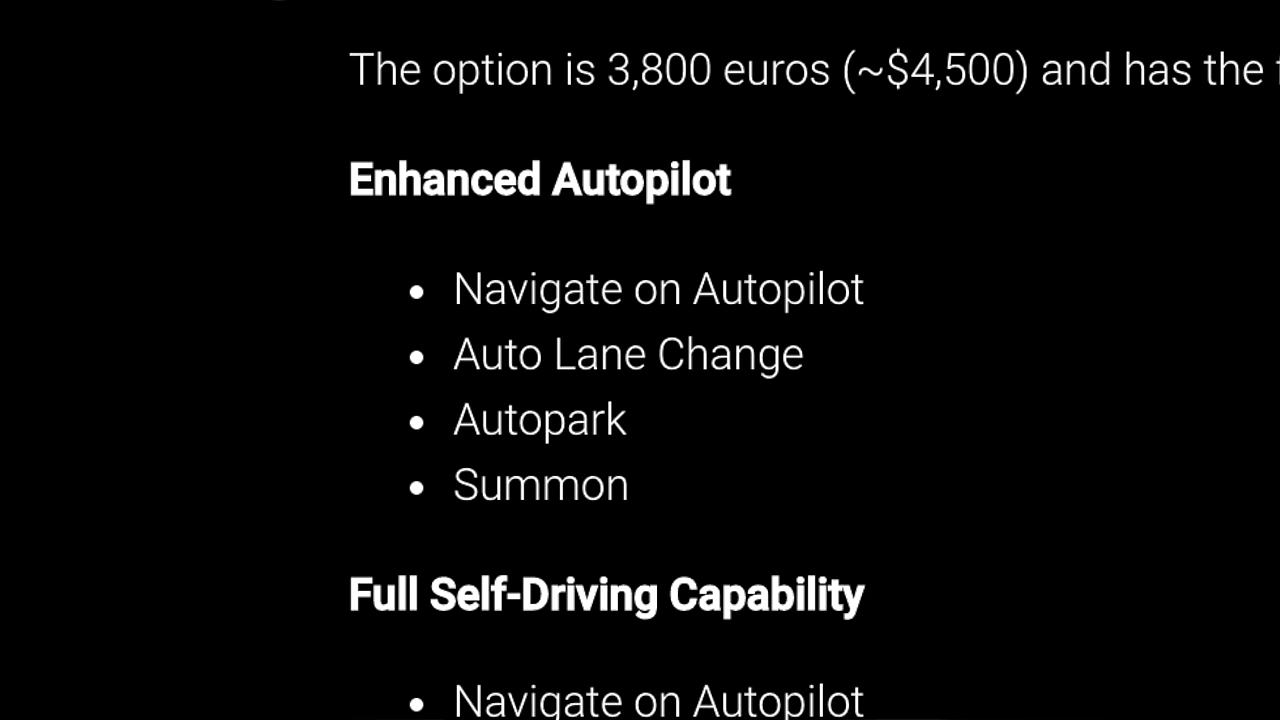 The option is 3,800 euros (~$4,500) and has the
Enhanced Autopilot
• Navigate on Autopilot
• Auto Lane Change
• Autopark
• Summon
Full Self-Driving Capability
• Navigate on Autopilot